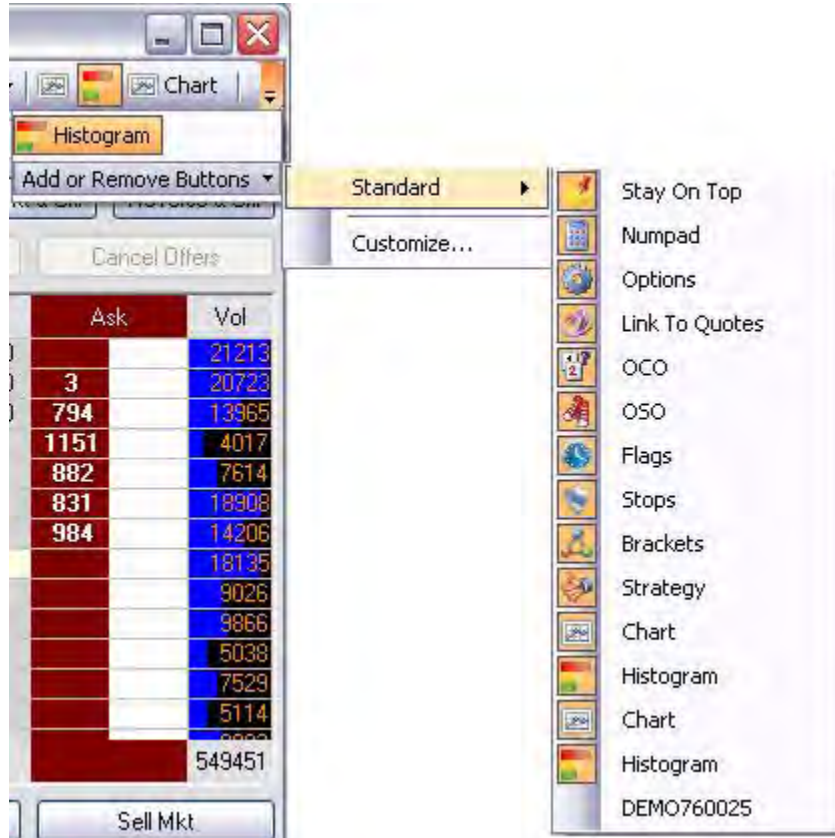 Chart
Histogram
Add or Remove Buttons
Cancel Offers
Ask Vol
21213
3 20723
794 13965
1151 4017
882 7614
831 18908
984 14206
18135
9026
9866
5038
7529
5114
549451
Sell Mkt
Standard
Customize...
Stay On Top
Numpad
Options
Link To Quotes
OCO
OSO
Flags
Stops
Brackets
Strategy
Chart
Histogram
Chart
Histogram
DEMO760025